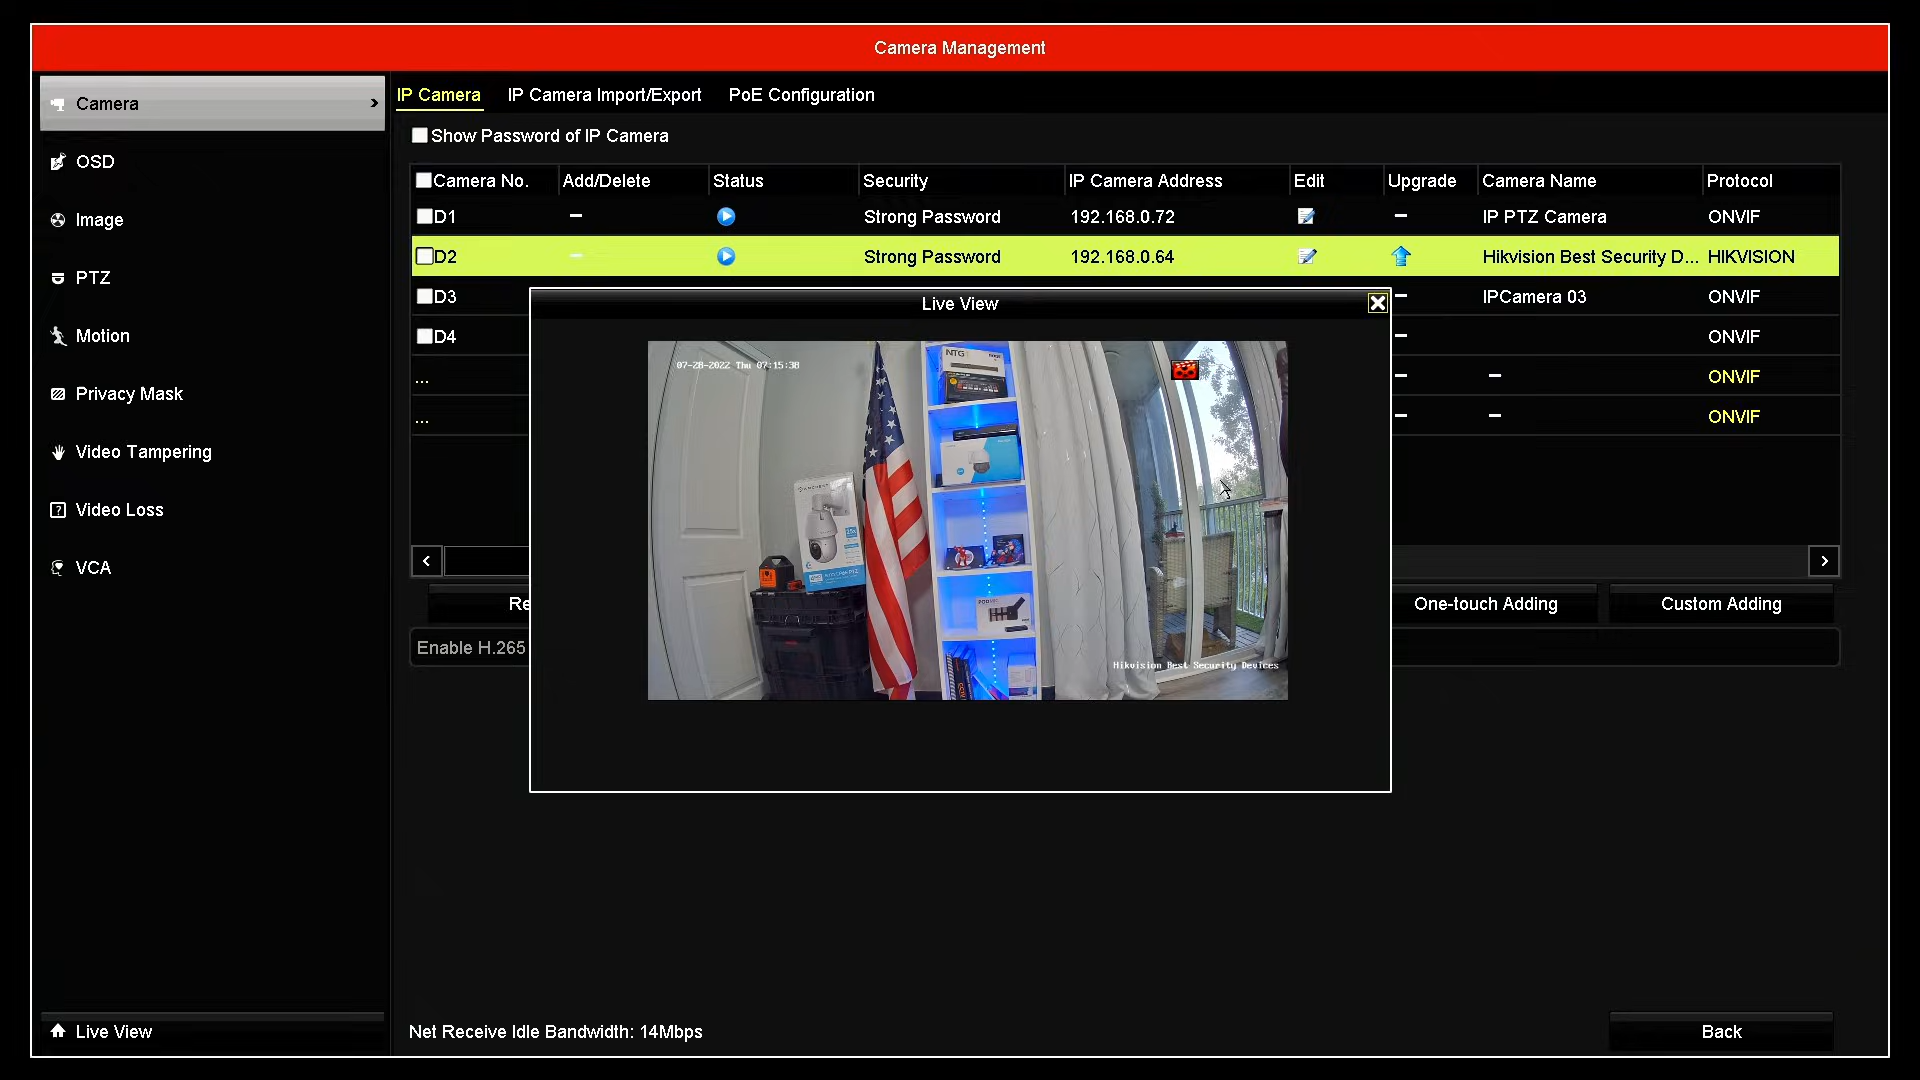 Camera Management
Camera
OSD
Image
PTZ
Motion
Privacy Mask
Video Tampering
Video Loss
VCA
Live View
IP Camera IP Camera Import/Export PoE Configuration
Show Password of IP Camera
Camera No. Add/Delete Status Security IP Camera Address Edit Upgrade Camera Name Protocol
D1 – Strong Password 192.168.0.72 – IP PTZ Camera ONVIF
D2 – Strong Password 192.168.0.64 Hikvision Best Security D... HIKVISION
D3 – IPCamera 03 ONVIF
D4 – ONVIF
... – – ONVIF
... – – ONVIF
Live View
07-28-2022 Thu 07:15:38
NTG
Hikvision Best Security Devices
Re
One-touch Adding
Custom Adding
Enable H.265
Net Receive Idle Bandwidth: 14Mbps
Back